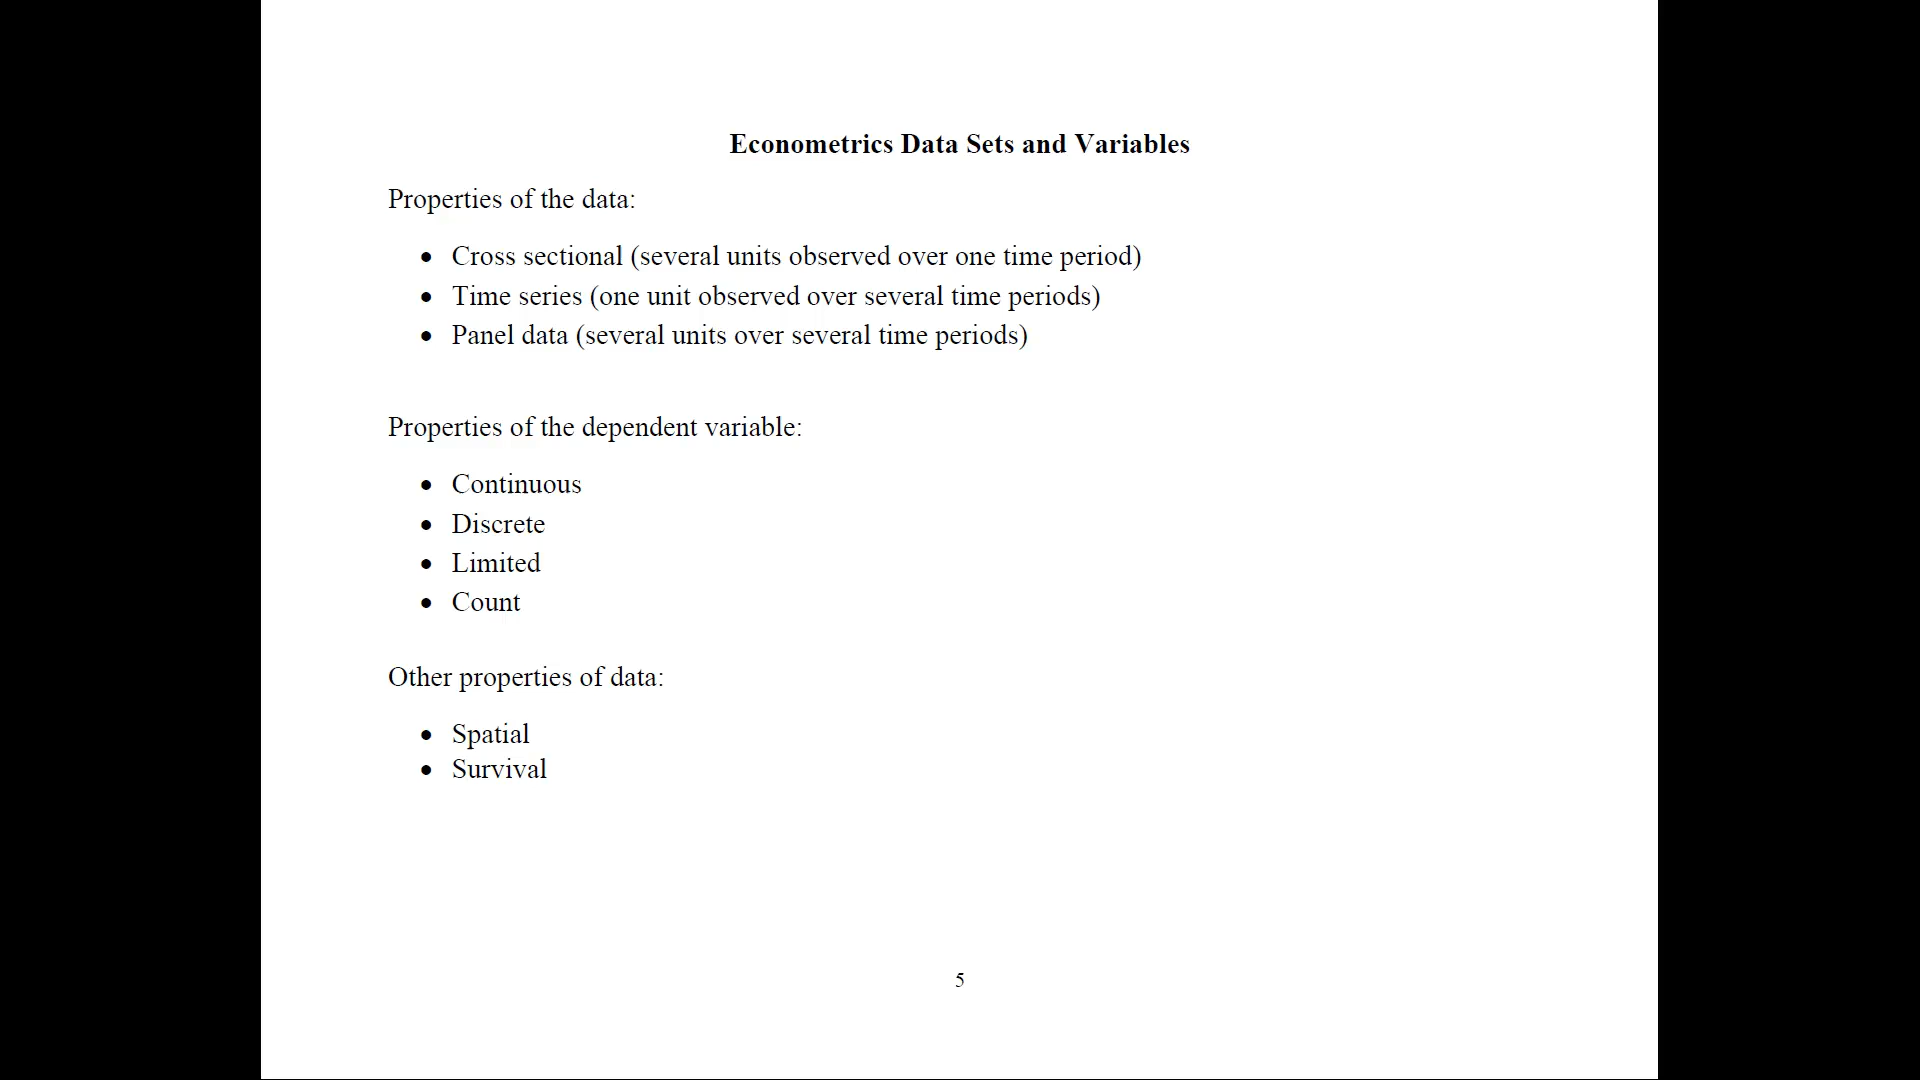 Econometrics Data Sets and Variables
Properties of the data:
• Cross sectional (several units observed over one time period)
• Time series (one unit observed over several time periods)
• Panel data (several units over several time periods)
Properties of the dependent variable:
• Continuous
• Discrete
• Limited
• Count
Other properties of data:
• Spatial
• Survival
5